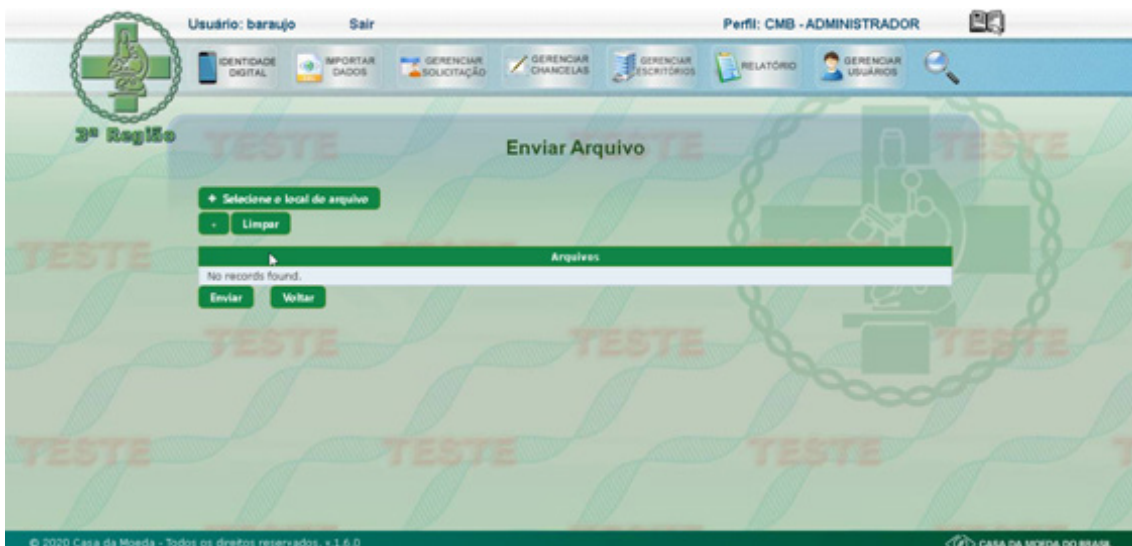 Usuário: baraujo Sair Perfil: CMB - ADMINISTRADOR
IDENTIDADE DIGITAL
IMPORTAR DADOS
GERENCIAR SOLICITAÇÃO
GERENCIAR CHANCELAS
GERENCIAR ESCRITÓRIOS
RELATÓRIO
GERENCIAR USUÁRIOS
3ª Região
TESTE TESTE TESTE
Enviar Arquivo
+ Selecione o local do arquivo
- Limpar
TESTE
Arquivos
No records found.
Enviar Voltar
TESTE TESTE TESTE
TESTE TESTE TESTE
© 2020 Casa da Moeda - Todos os direitos reservados. v.1.6.0 CASA DA MOEDA DO BRASIL